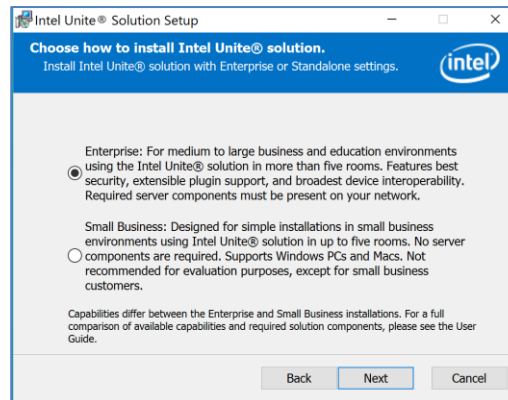 Intel Unite® Solution Setup
Choose how to install Intel Unite® solution.
Install Intel Unite® solution with Enterprise or Standalone settings.
intel
Enterprise: For medium to large business and education environments
using the Intel Unite® solution in more than five rooms. Features best
security, extensible plugin support, and broadest device interoperability.
Required server components must be present on your network.
Small Business: Designed for simple installations in small business
environments using Intel Unite® solution in up to five rooms. No server
components are required. Supports Windows PCs and Macs. Not
recommended for evaluation purposes, except for small business
customers.
Capabilities differ between the Enterprise and Small Business installations. For a full
comparison of available capabilities and required solution components, please see the User
Guide.
Back Next Cancel